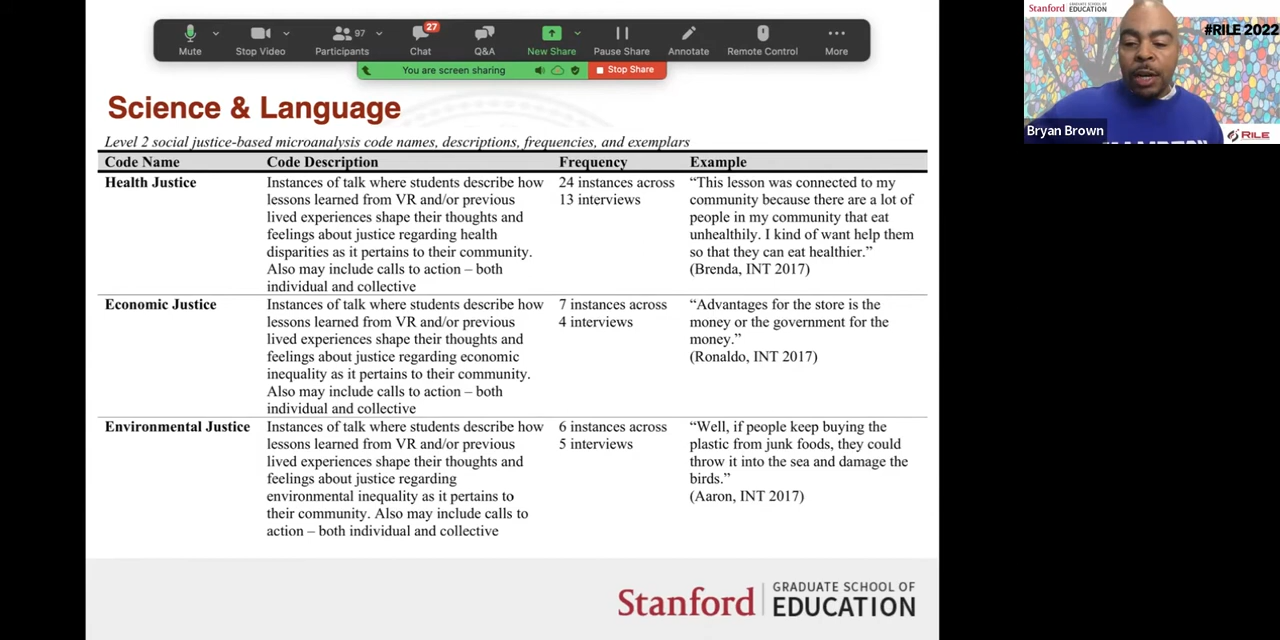 Mute
Stop Video
97
Participants
27
Chat
Q&A
New Share
Pause Share
Annotate
Remote Control
More
You are screen sharing
Stop Share
Stanford
GRADUATE SCHOOL OF
EDUCATION
#RILE 2022
Bryan Brown
RILE
Science & Language
Level 2 social justice-based microanalysis code names, descriptions, frequencies, and exemplars
Code Name
Code Description
Frequency
Example
Health Justice
Instances of talk where students describe how
lessons learned from VR and/or previous
lived experiences shape their thoughts and
feelings about justice regarding health
disparities as it pertains to their community.
Also may include calls to action – both
individual and collective
24 instances across
13 interviews
“This lesson was connected to my
community because there are a lot of
people in my community that eat
unhealthily. I kind of want help them
so that they can eat healthier.”
(Brenda, INT 2017)
Economic Justice
Instances of talk where students describe how
lessons learned from VR and/or previous
lived experiences shape their thoughts and
feelings about justice regarding economic
inequality as it pertains to their community.
Also may include calls to action – both
individual and collective
7 instances across
4 interviews
“Advantages for the store is the
money or the government for the
money.”
(Ronaldo, INT 2017)
Environmental Justice
Instances of talk where students describe how
lessons learned from VR and/or previous
lived experiences shape their thoughts and
feelings about justice regarding
environmental inequality as it pertains to
their community. Also may include calls to
action – both individual and collective
6 instances across
5 interviews
“Well, if people keep buying the
plastic from junk foods, they could
throw it into the sea and damage the
birds.”
(Aaron, INT 2017)
Stanford
GRADUATE SCHOOL OF
EDUCATION